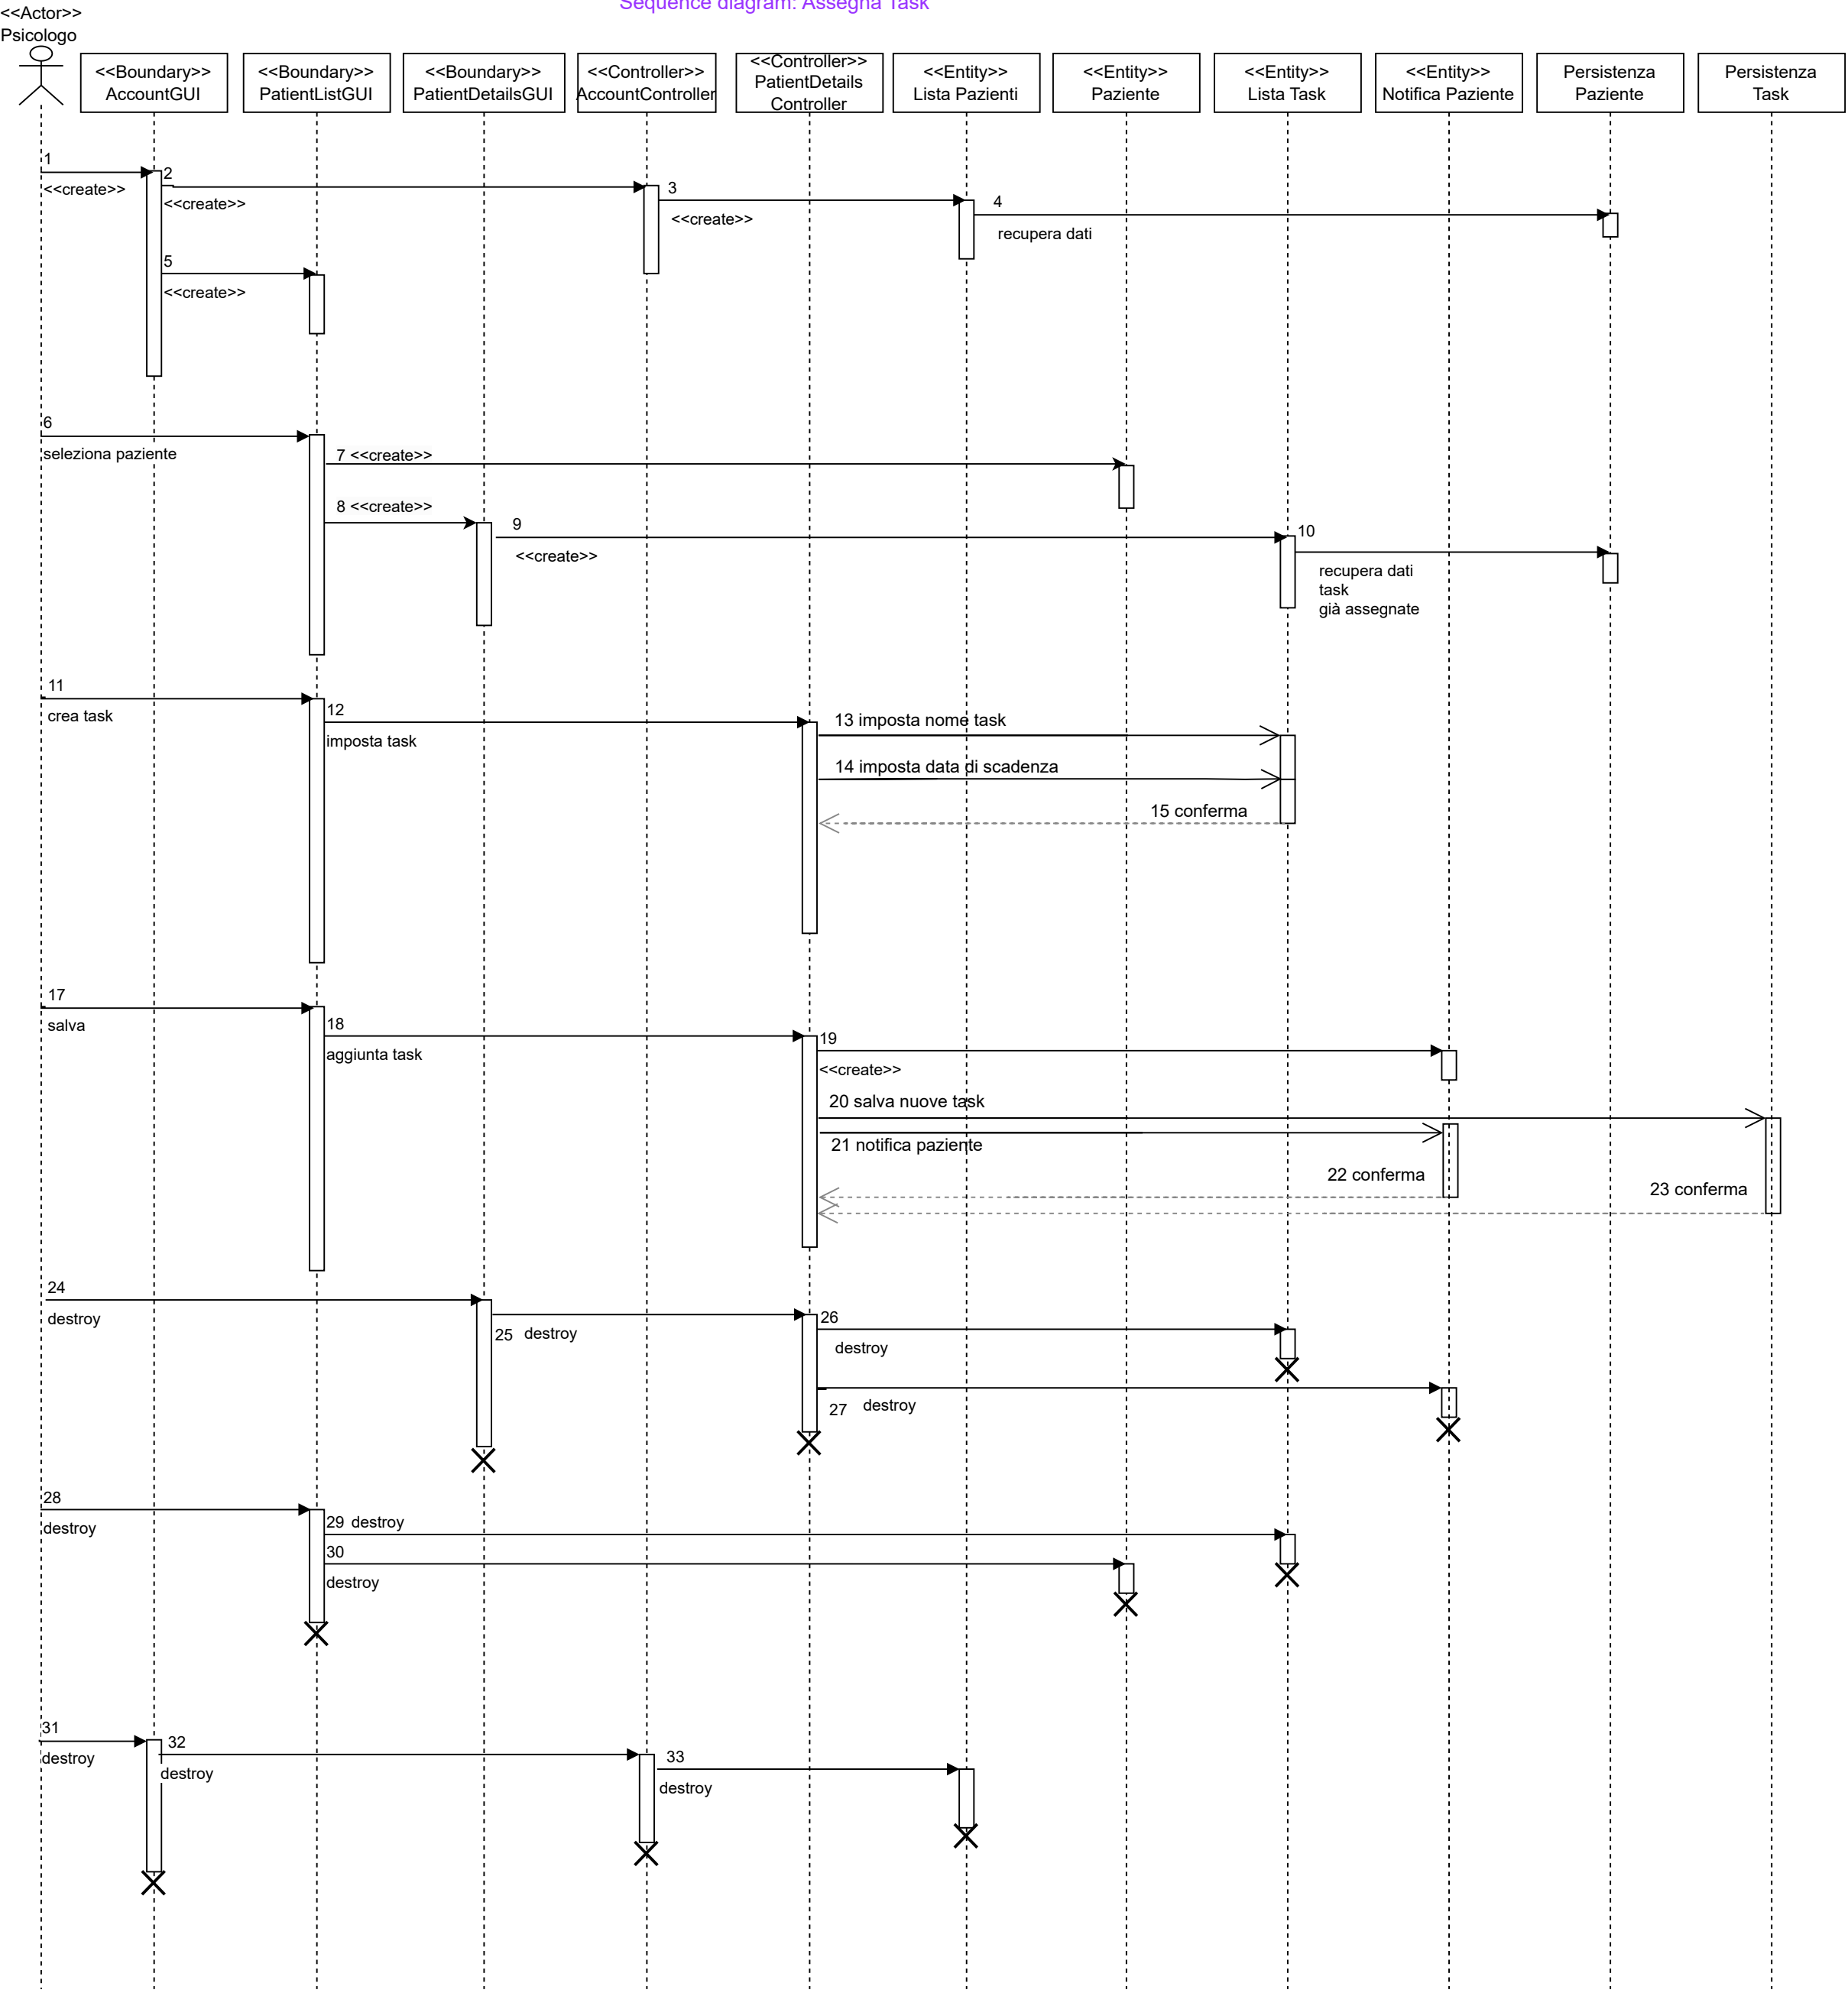 Sequence diagram: Assegna Task
<<Actor>>
Psicologo
<<Boundary>>
AccountGUI
<<Boundary>>
PatientListGUI
<<Boundary>>
PatientDetailsGUI
<<Controller>>
AccountController
<<Controller>>
PatientDetails
Controller
<<Entity>>
Lista Pazienti
<<Entity>>
Paziente
<<Entity>>
Lista Task
<<Entity>>
Notifica Paziente
Persistenza
Paziente
Persistenza
Task
1
<<create>>
2
<<create>>
3
<<create>>
4
recupera dati
5
<<create>>
6
seleziona paziente
7 <<create>>
8 <<create>>
9
<<create>>
10
recupera dati
task
già assegnate
11
crea task
12
imposta task
13 imposta nome task
14 imposta data di scadenza
15 conferma
17
salva
18
aggiunta task
19
<<create>>
20 salva nuove task
21 notifica paziente
22 conferma
23 conferma
24
destroy
25 destroy
26
destroy
27 destroy
28
destroy
29 destroy
30
destroy
31
destroy
32
destroy
33
destroy